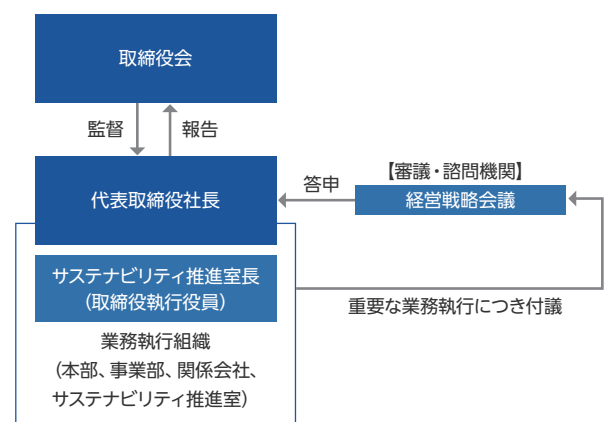 取締役会
監督
報告
代表取締役社長
答申
【審議・諮問機関】
経営戦略会議
サステナビリティ推進室長
（取締役執行役員）
重要な業務執行につき付議
業務執行組織
（本部、事業部、関係会社、
サステナビリティ推進室）